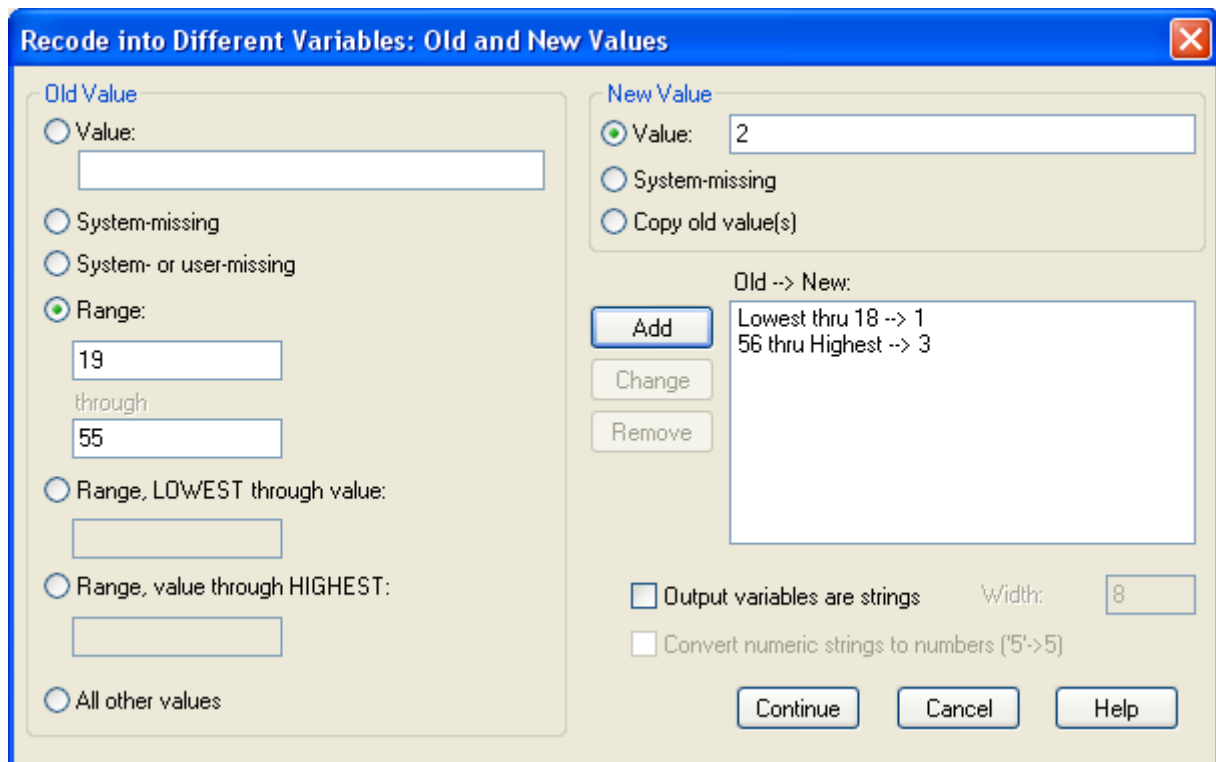 Recode into Different Variables: Old and New Values
Old Value
Value:
System-missing
System- or user-missing
Range:
19
through
55
Range, LOWEST through value:
Range, value through HIGHEST:
All other values
New Value
Value: 2
System-missing
Copy old value(s)
Old --> New:
Add
Change
Remove
Lowest thru 18 --> 1
56 thru Highest --> 3
Output variables are strings Width: 8
Convert numeric strings to numbers ('5'->5)
Continue Cancel Help